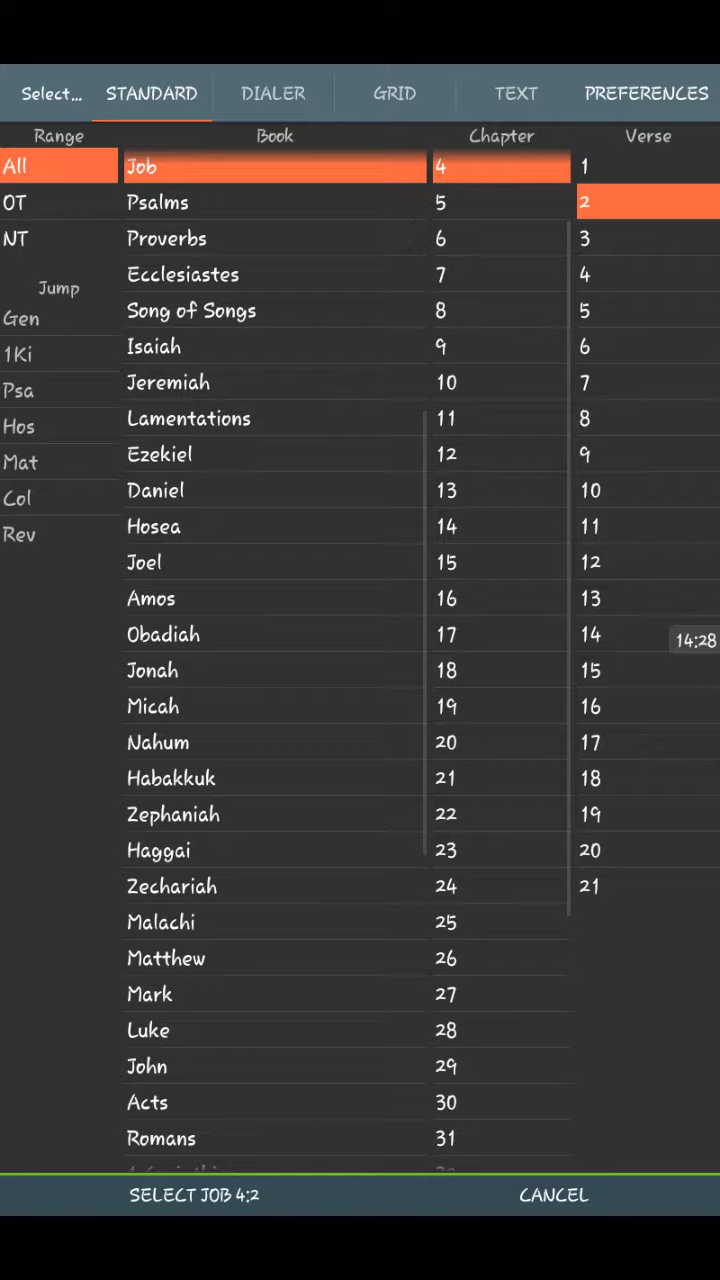 Select... STANDARD DIALER GRID TEXT PREFERENCES
Range Book Chapter Verse
All Job 4 1
OT Psalms 5 2
NT Proverbs 6 3
Ecclesiastes 7 4
Jump
Gen Song of Songs 8 5
1Ki Isaiah 9 6
Psa Jeremiah 10 7
Hos Lamentations 11 8
Mat Ezekiel 12 9
Col Daniel 13 10
Rev Hosea 14 11
Joel 15 12
Amos 16 13
Obadiah 17 14 14:28
Jonah 18 15
Micah 19 16
Nahum 20 17
Habakkuk 21 18
Zephaniah 22 19
Haggai 23 20
Zechariah 24 21
Malachi 25
Matthew 26
Mark 27
Luke 28
John 29
Acts 30
Romans 31
SELECT JOB 4:2 CANCEL